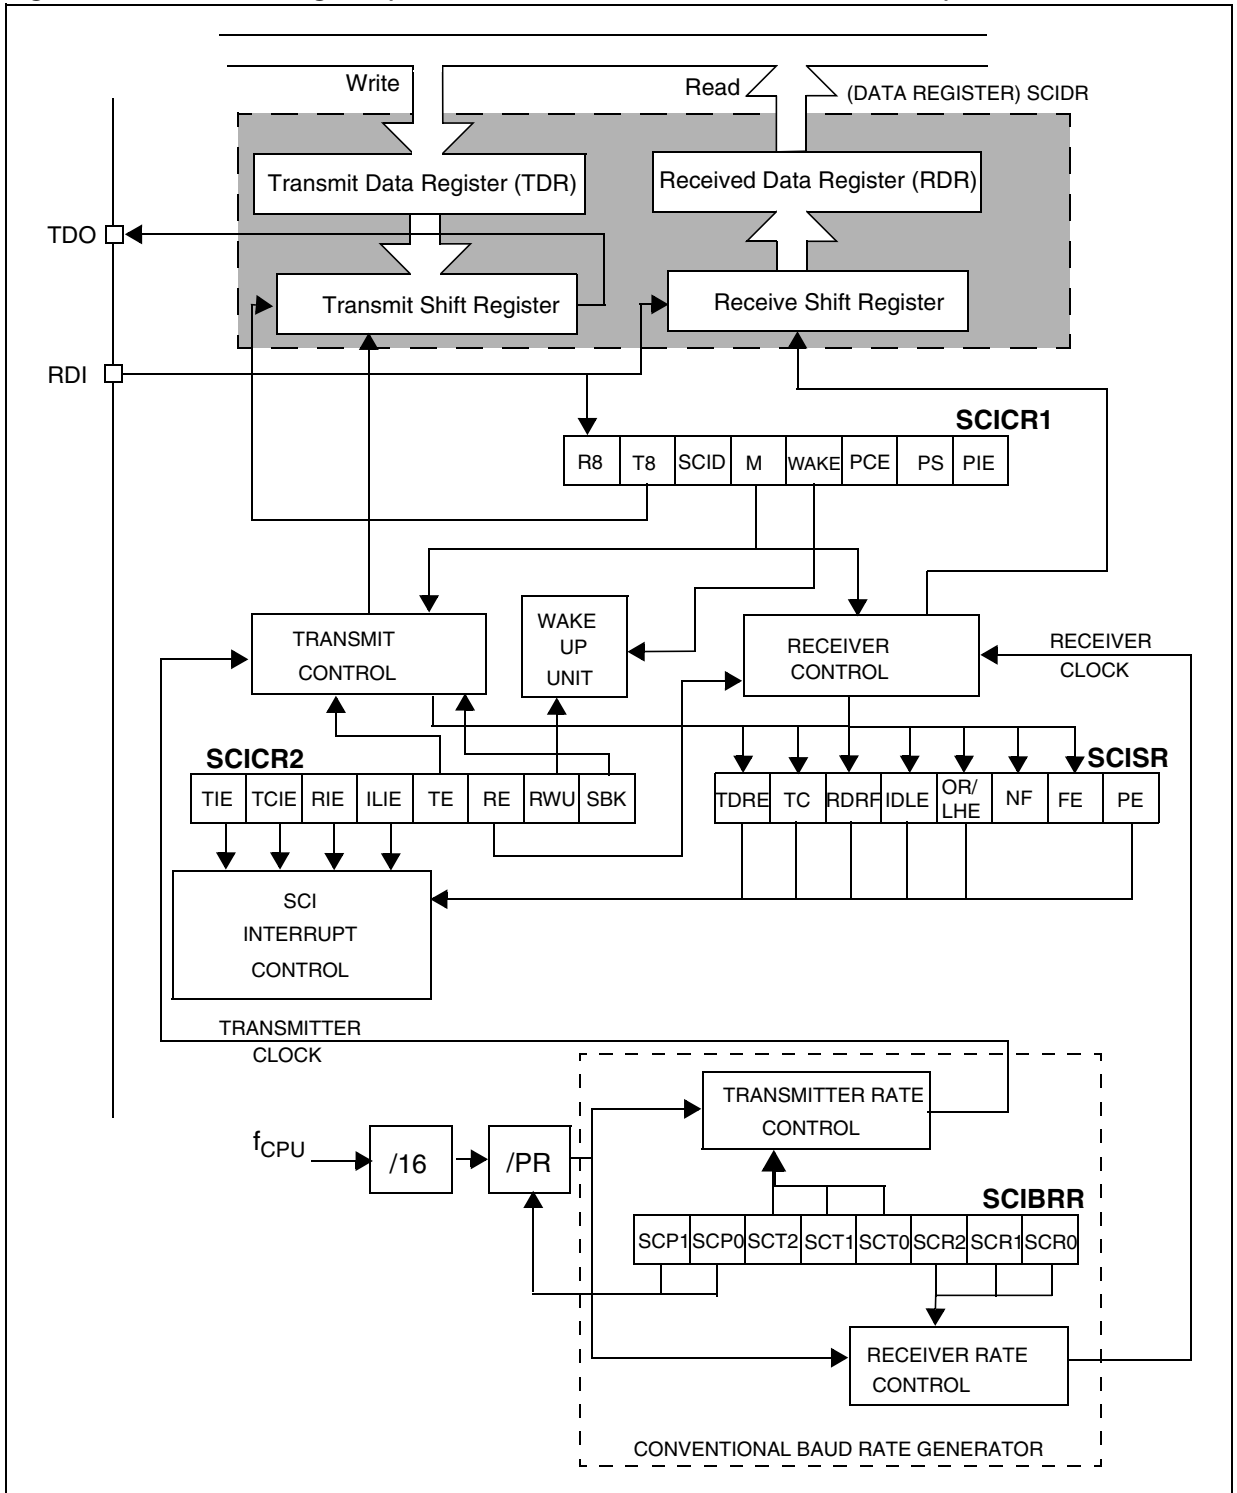 Write
Read
(DATA REGISTER) SCIDR
Transmit Data Register (TDR)
Received Data Register (RDR)
TDO
Transmit Shift Register
Receive Shift Register
RDI
SCICR1
R8 T8 SCID M WAKE PCE PS PIE
TRANSMIT
CONTROL
WAKE
UP
UNIT
RECEIVER
CONTROL
RECEIVER
CLOCK
SCICR2
SCISR
TIE TCIE RIE ILIE TE RE RWU SBK
TDRE TC RDRF IDLE OR/
LHE NF FE PE
SCI
INTERRUPT
CONTROL
TRANSMITTER
CLOCK
TRANSMITTER RATE
CONTROL
fCPU
/16
/PR
SCIBRR
SCP1 SCP0 SCT2 SCT1 SCT0 SCR2 SCR1 SCR0
RECEIVER RATE
CONTROL
CONVENTIONAL BAUD RATE GENERATOR